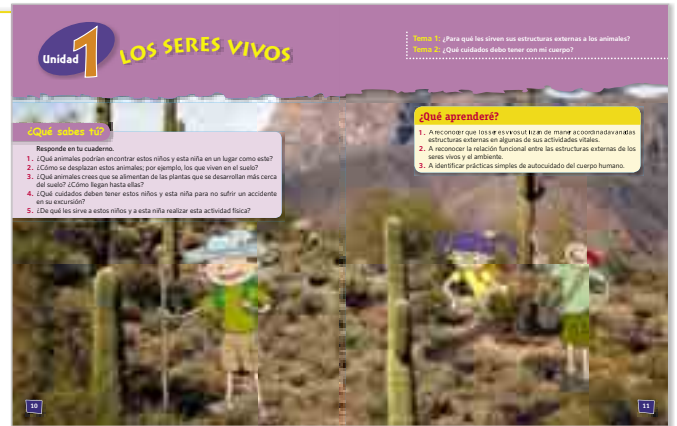 Unidad 1
LOS SERES VIVOS
Tema 1: ¿Para qué les sirven sus estructuras externas a los animales?
Tema 2: ¿Qué cuidados debo tener con mi cuerpo?
¿Qué sabes tú?
Responde en tu cuaderno.
1. ¿Qué animales podrían encontrar estos niños y esta niña en un lugar como este?
2. ¿Cómo se desplazan estos animales; por ejemplo, los que viven en el suelo?
3. ¿Qué animales crees que se alimentan de las plantas que se desarrollan más cerca
del suelo? ¿Cómo llegan hasta ellas?
4. ¿Qué cuidados deben tener estos niños y esta niña para no sufrir un accidente
en su excursión?
5. ¿De qué les sirve a estos niños y a esta niña realizar esta actividad física?
¿Qué aprenderé?
1. A reconocer que los seres vivos utilizan de manera coordinada variadas
estructuras externas en algunas de sus actividades vitales.
2. A reconocer la relación funcional entre las estructuras externas de los
seres vivos y el ambiente.
3. A identificar prácticas simples de autocuidado del cuerpo humano.
10
11